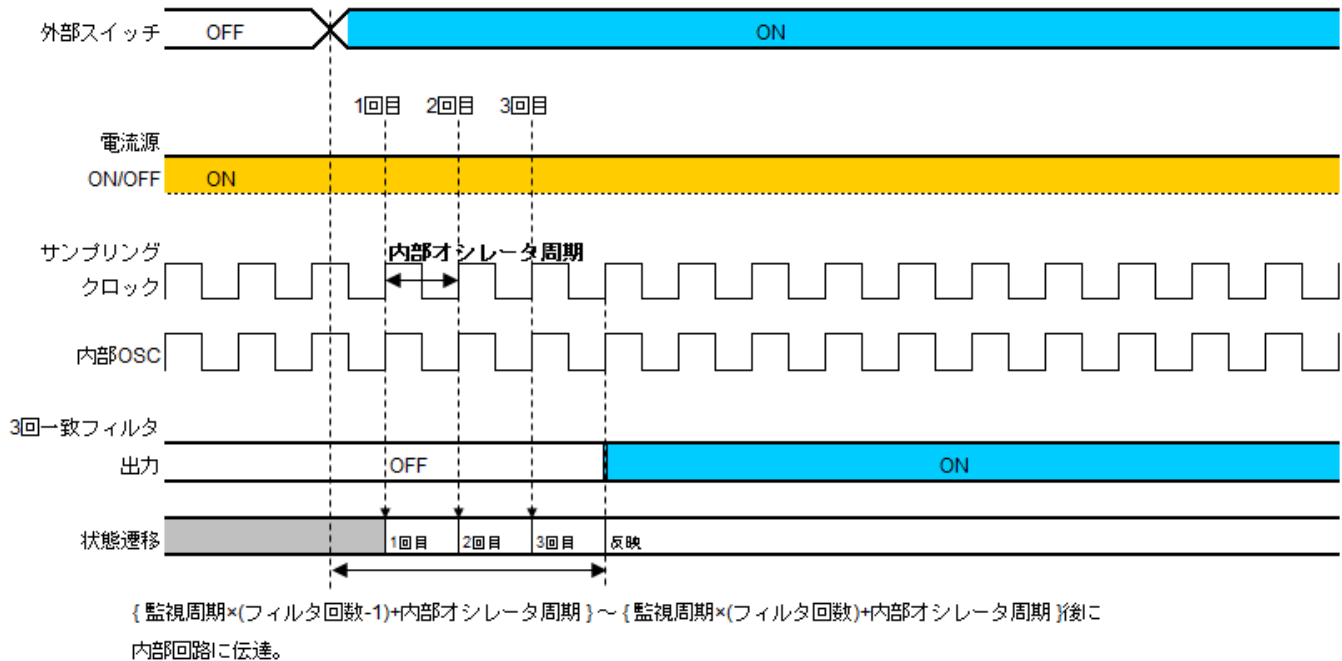 外部スイッチ OFF ON
1回目 2回目 3回目
電流源
ON/OFF ON
サンプリング
内部オシレータ周期
クロック
内部OSC
3回一致フィルタ
出力 OFF ON
状態遷移 1回目 2回目 3回目 反映
{ 監視周期×(フィルタ回数-1)+内部オシレータ周期 } ～ { 監視周期×(フィルタ回数)+内部オシレータ周期 }後に
内部回路に伝達。